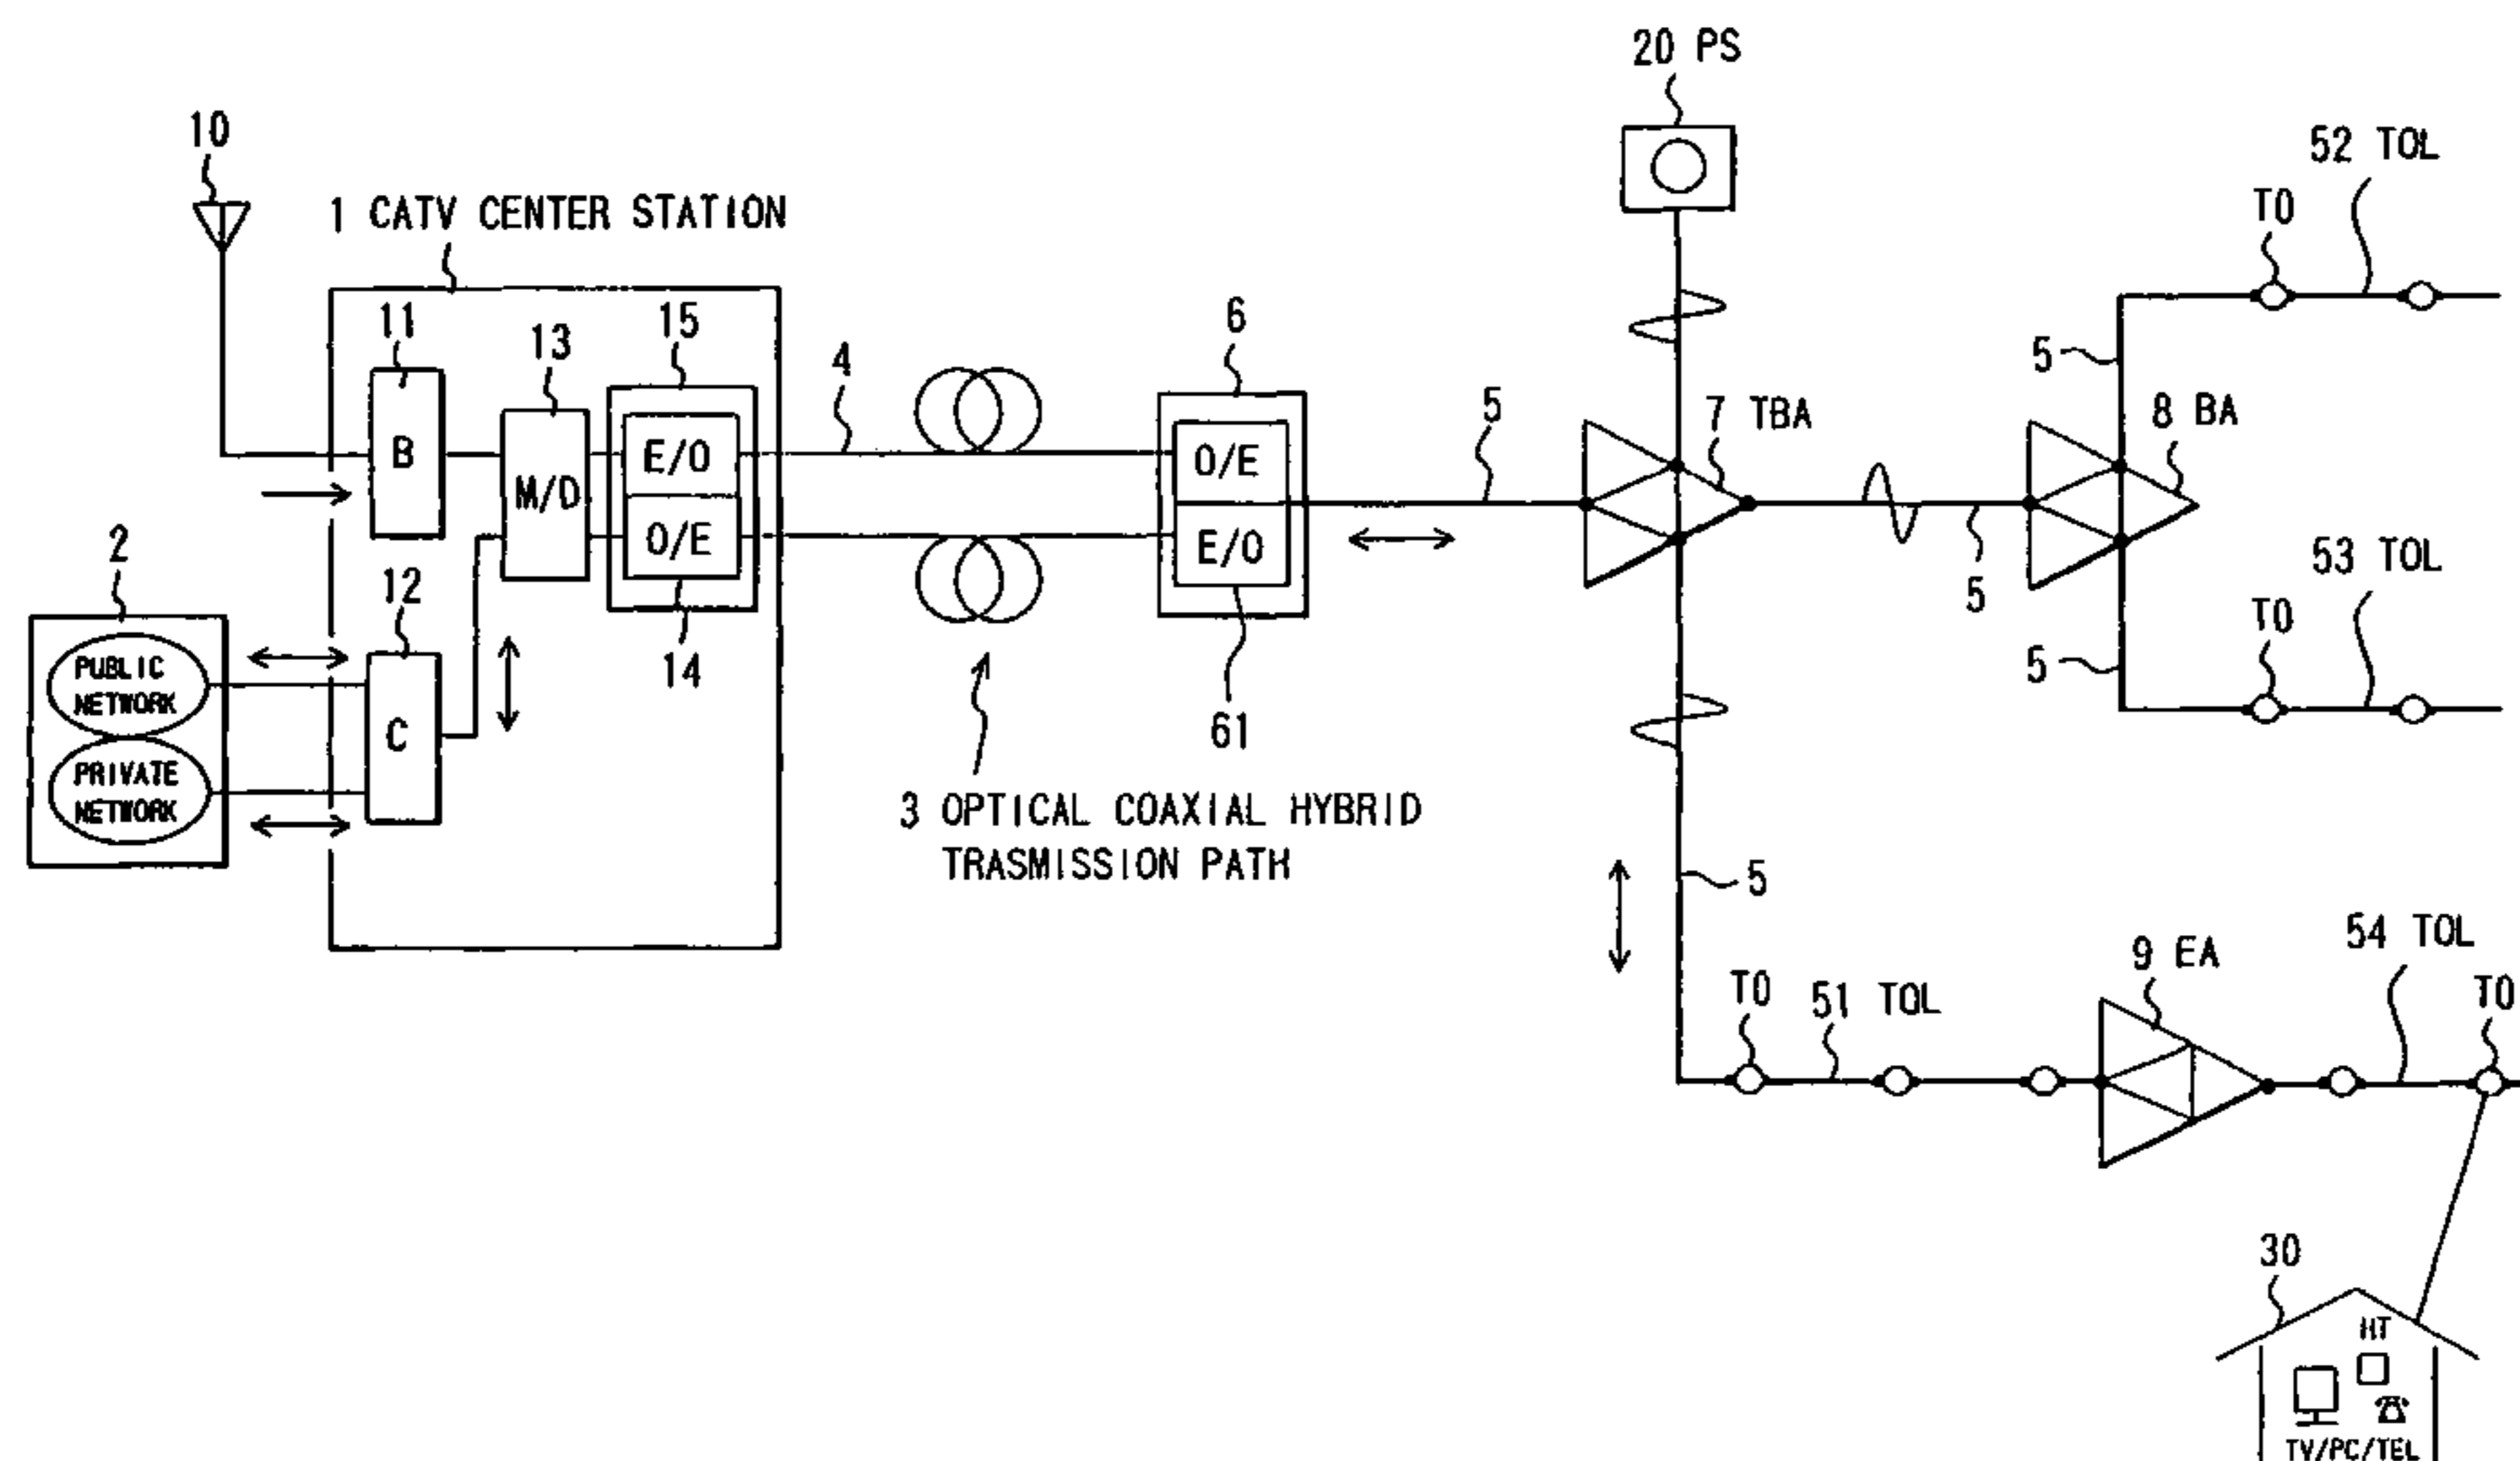 20 PS
10
52 TOL
TO
1 CATV CENTER STATION
11
13
15
4
6
5
7 TBA
5
8 BA
B
M/D
E/O
O/E
O/E
E/O
5
53 TOL
TO
5
2
12
14
61
PUBLIC
NETWORK
PRIVATE
NETWORK
C
3 OPTICAL COAXIAL HYBRID
TRASMISSION PATH
5
TO
51 TOL
9 EA
54 TOL
TO
30
HT
TV/PC/TEL